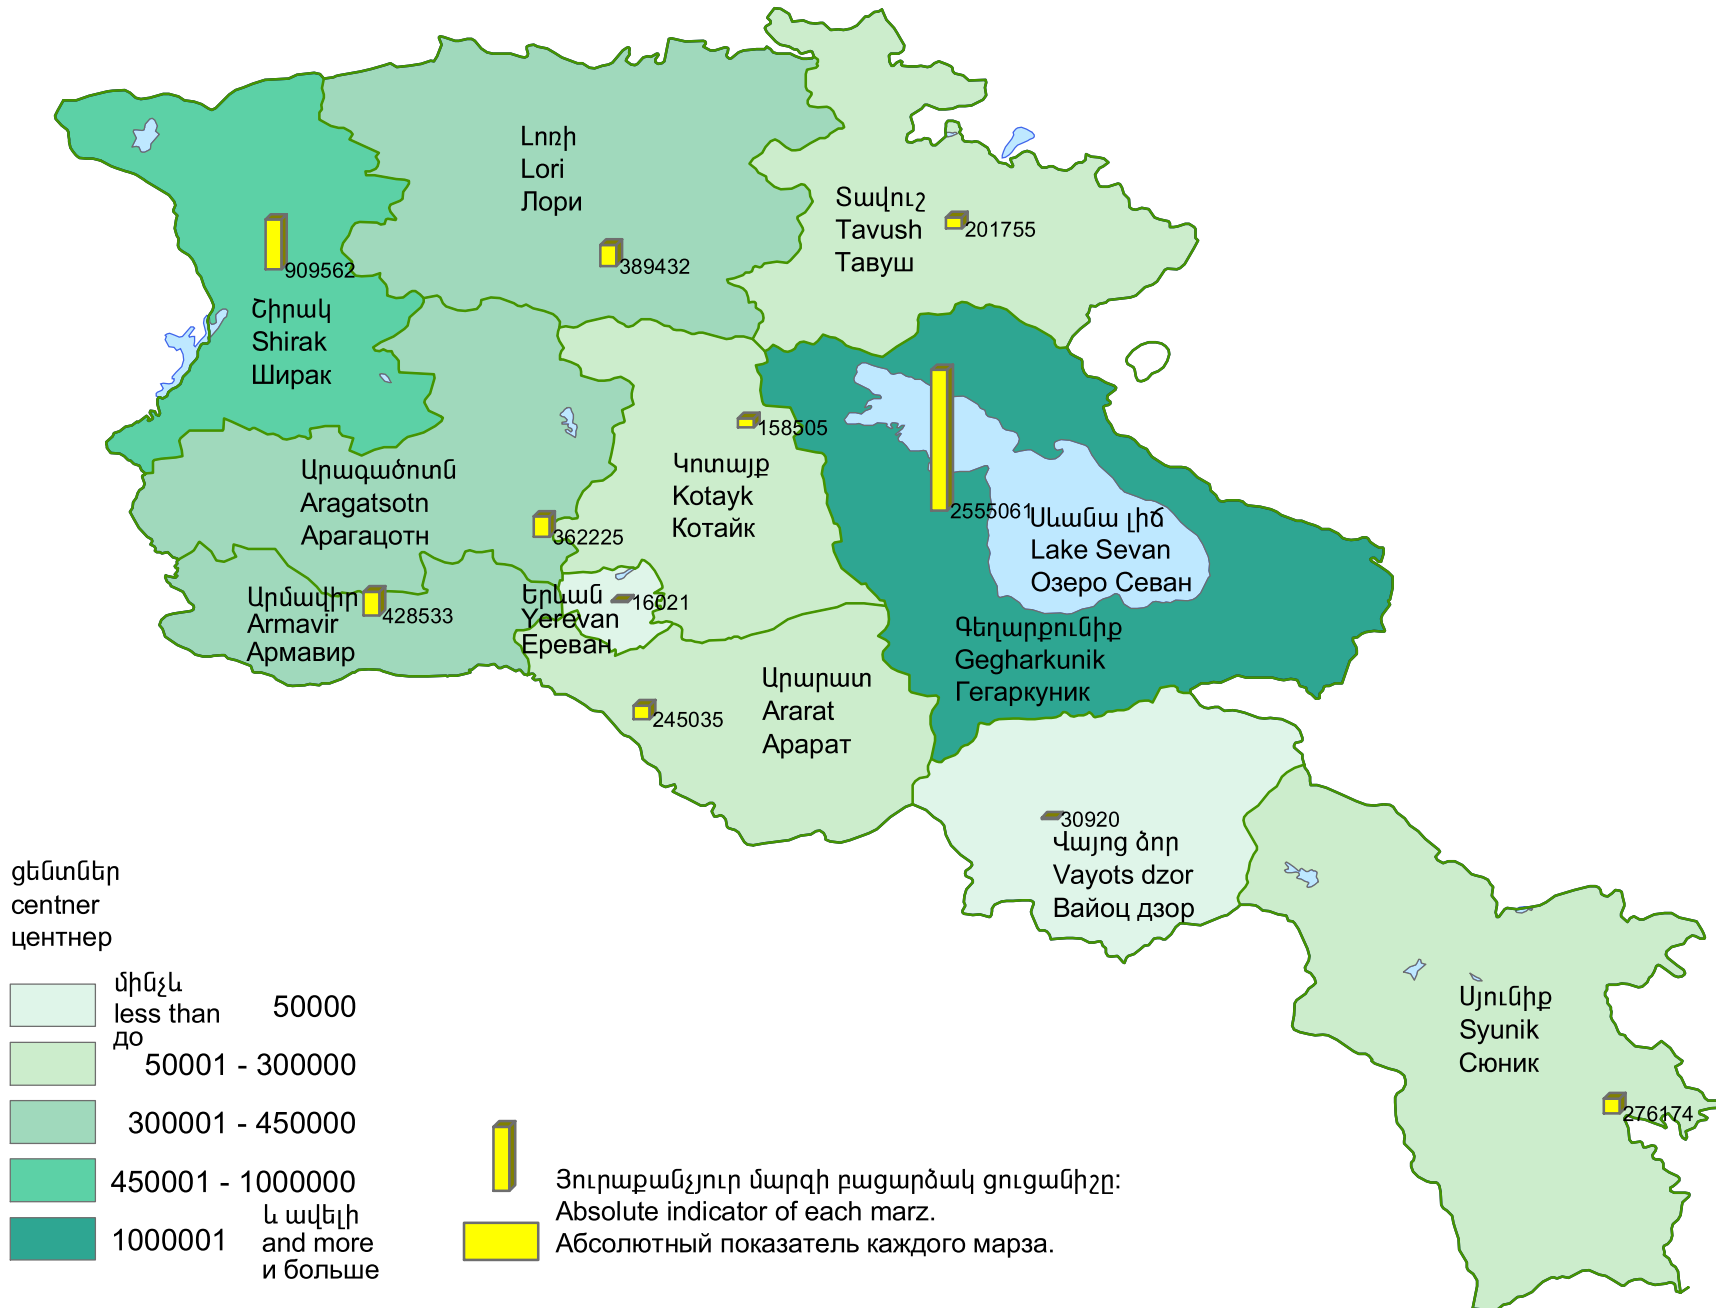 Լոռի
Lori
Лори
389432
Տավուշ
Tavush
Тавуш
201755
909562
Շիրակ
Shirak
Ширак
158505
Կոտայք
Kotayk
Котайк
2555061
Սևանա լիճ
Lake Sevan
Озеро Севан
Արագածոտն
Aragatsotn
Арагацотн
362225
Արմավիր
Armavir
Армавир
428533
Երևան
Yerevan
Ереван
16021
Գեղարքունիք
Gegharkunik
Гегаркуник
Արարատ
Ararat
Арарат
245035
30920
Վայոց ձոր
Vayots dzor
Вайоц дзор
Սյունիք
Syunik
Сюник
276174
ցենտներ
centner
центнер
մինչև
less than
до
50000
50001 - 300000
300001 - 450000
450001 - 1000000
1000001
և ավելի
and more
и больше
Յուրաքանչյուր մարզի բացարձակ ցուցանիշը:
Absolute indicator of each marz.
Абсолютный показатель каждого марза.